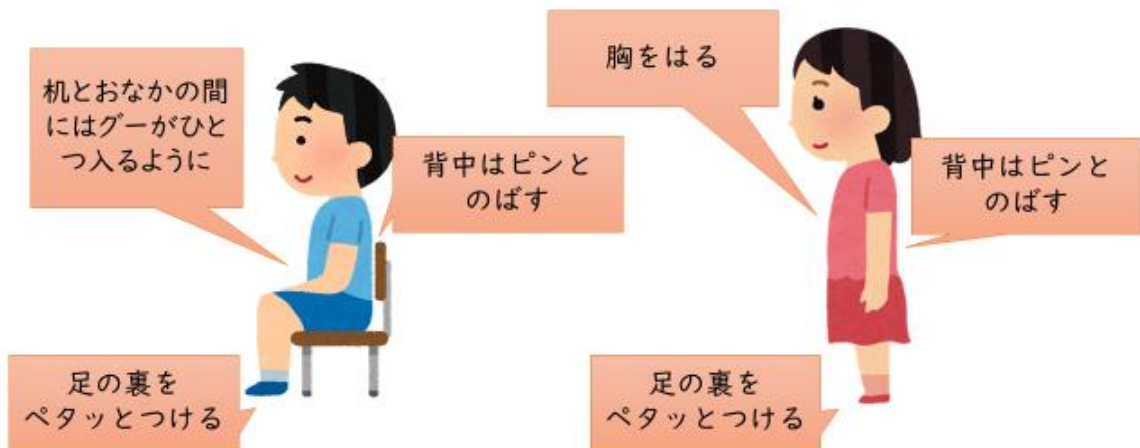 机とおなかの間
にはグーがひと
つ入るように
背中はピンと
のばす
足の裏を
ペタッとつける
胸をはる
背中はピンと
のばす
足の裏を
ペタッとつける